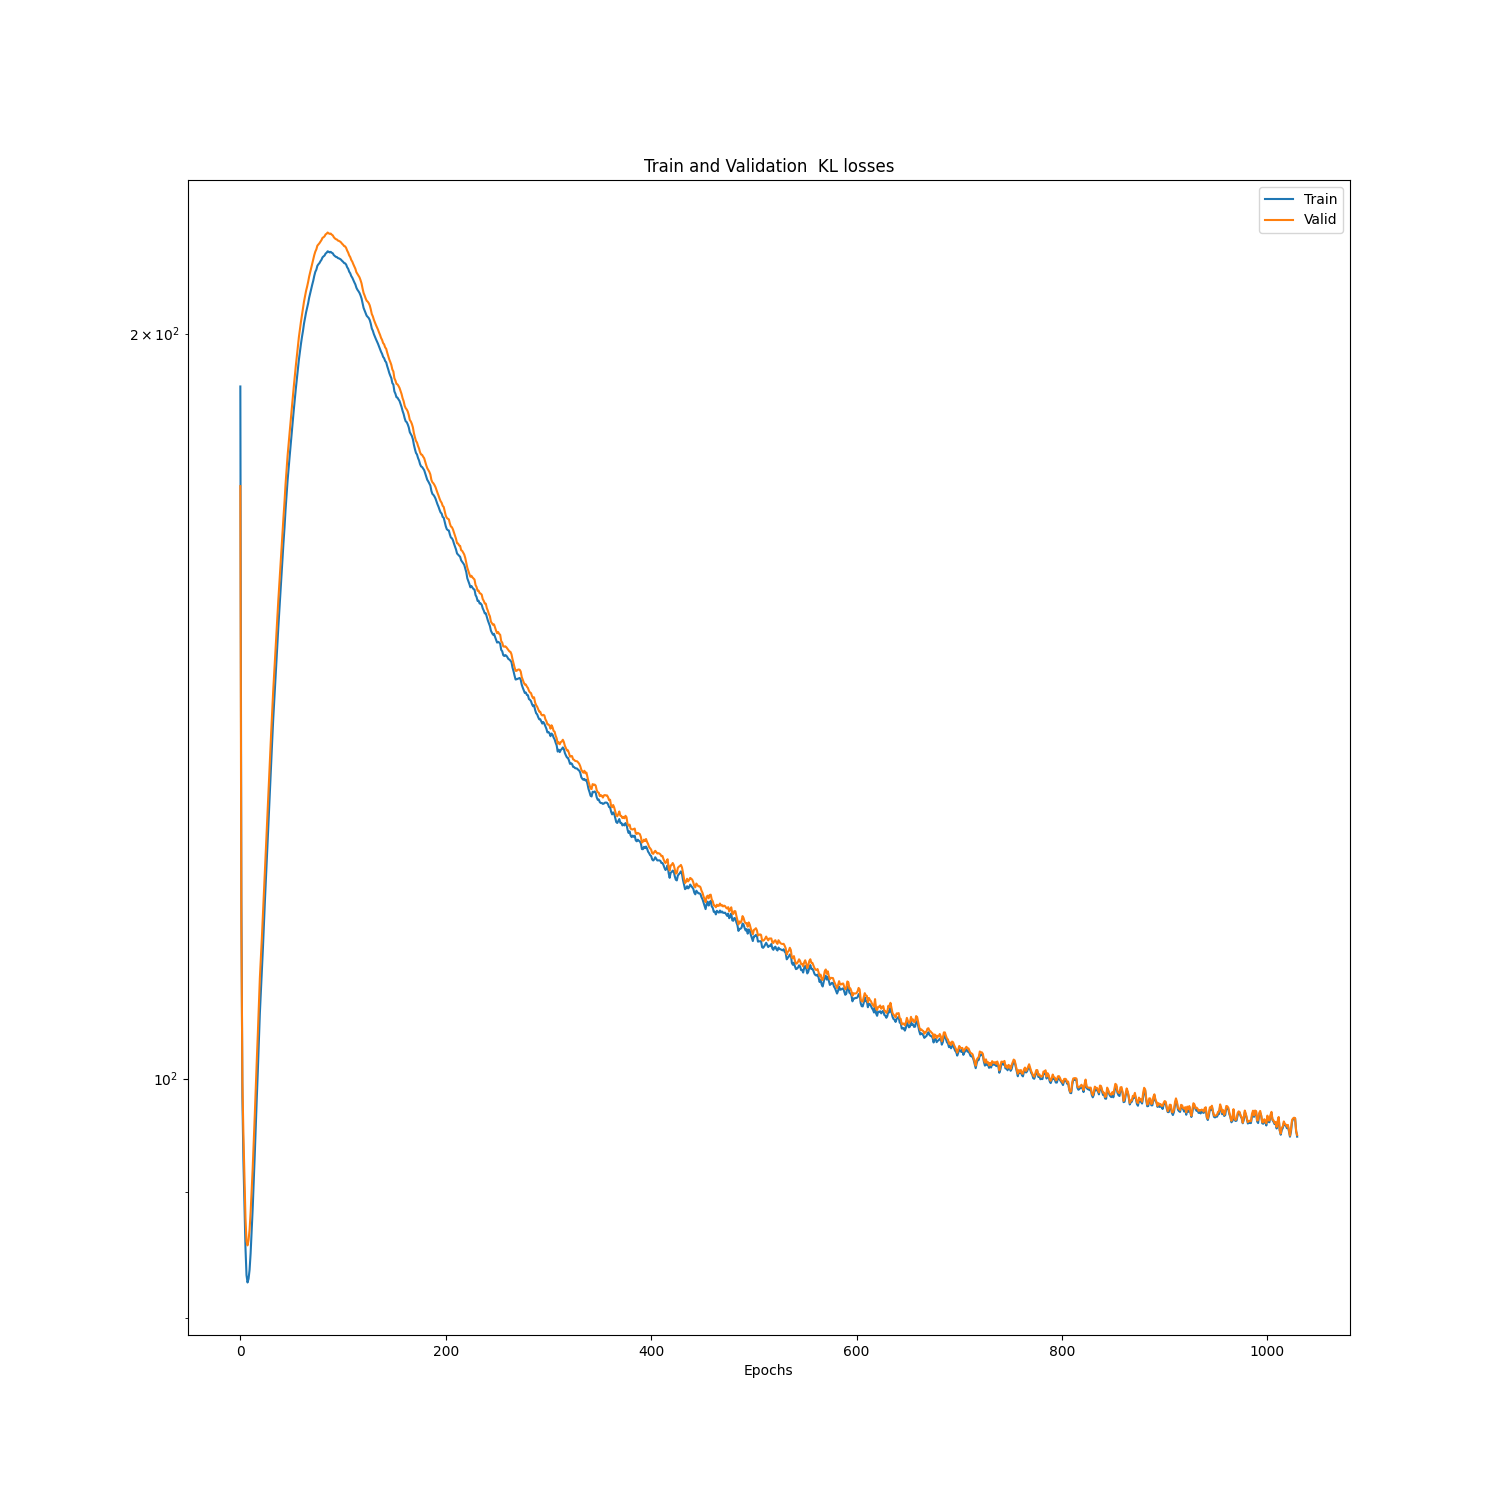 Train and Validation  KL losses
Train
Valid
2 × 10²
10²
0
200
400
600
800
1000
Epochs